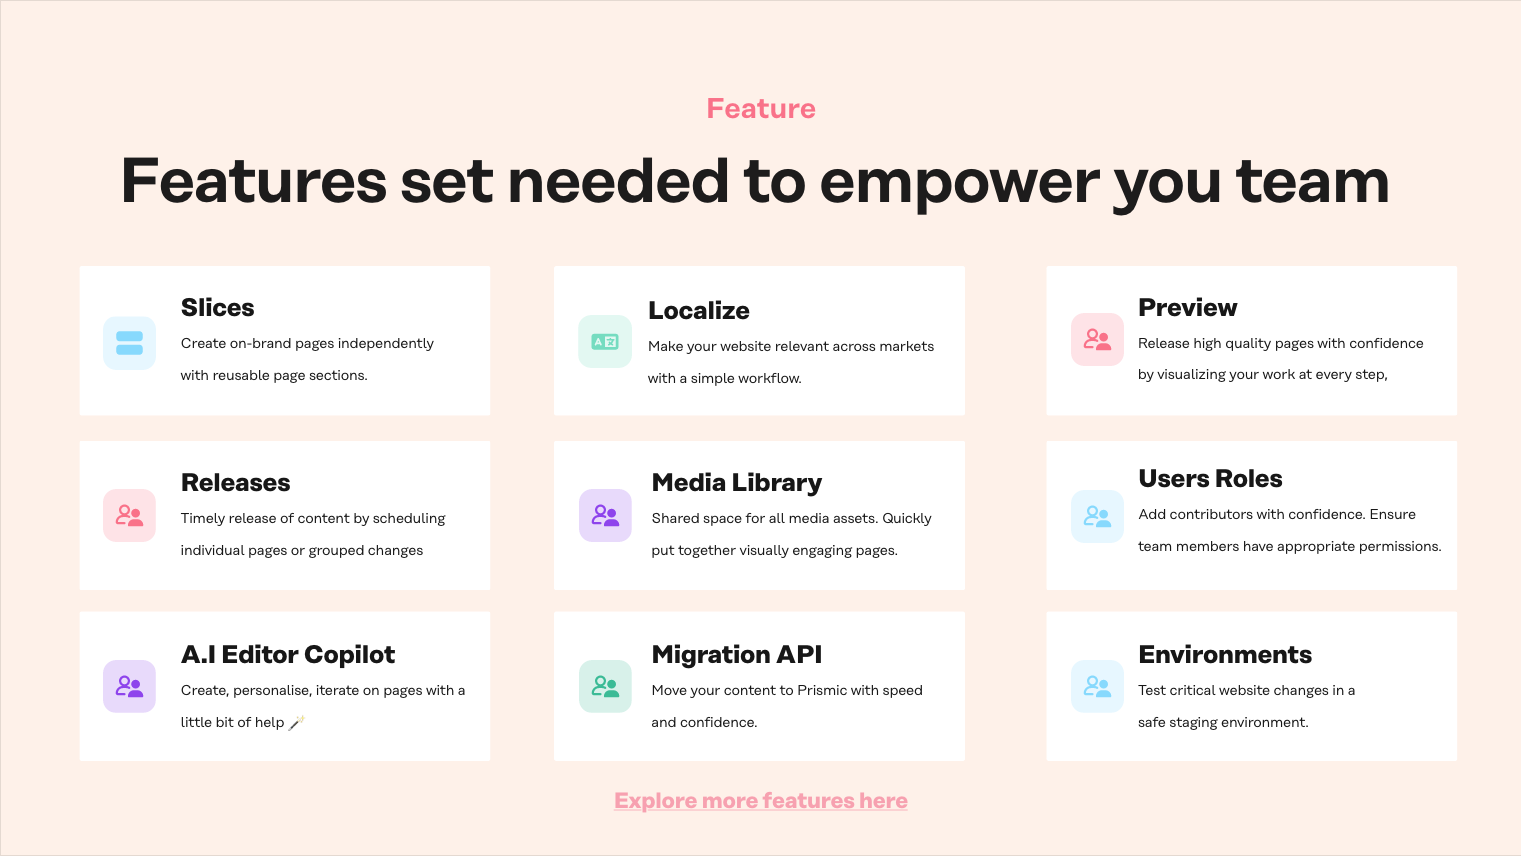 Feature
Features set needed to empower you team
Slices
Create on-brand pages independently
with reusable page sections.
Localize
Make your website relevant across markets
with a simple workflow.
Preview
Release high quality pages with confidence
by visualizing your work at every step,
Releases
Timely release of content by scheduling
individual pages or grouped changes
Media Library
Shared space for all media assets. Quickly
put together visually engaging pages.
Users Roles
Add contributors with confidence. Ensure
team members have appropriate permissions.
A.I Editor Copilot
Create, personalise, iterate on pages with a
little bit of help 🪄
Migration API
Move your content to Prismic with speed
and confidence.
Environments
Test critical website changes in a
safe staging environment.
Explore more features here